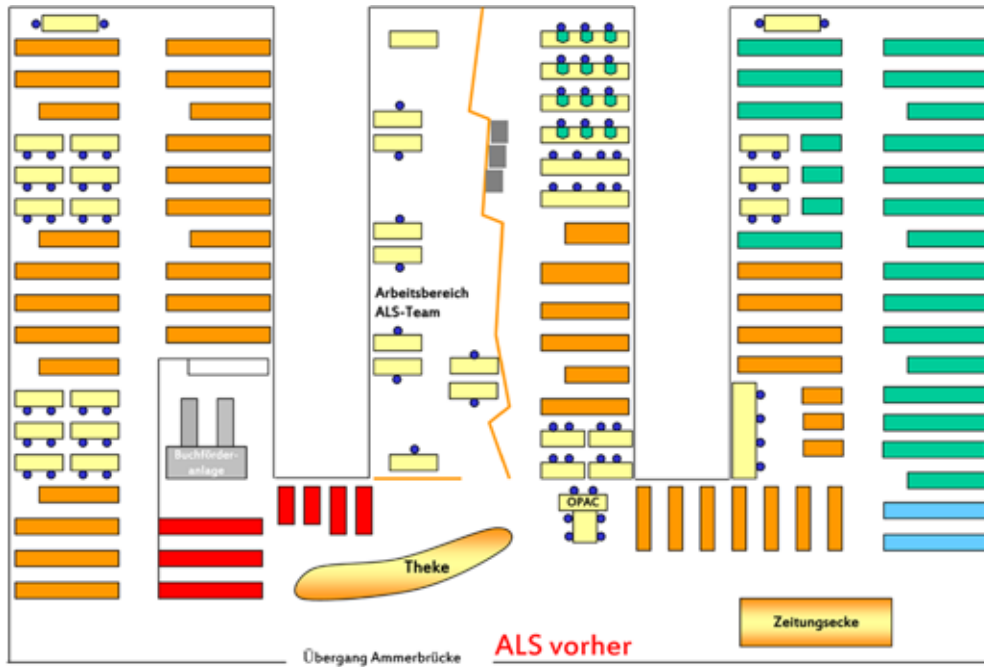 Arbeitsbereich
ALS-Team
Buchförder-
anlage
OPAC
Theke
Zeitungsecke
ALS vorher
Übergang Ammerbrücke